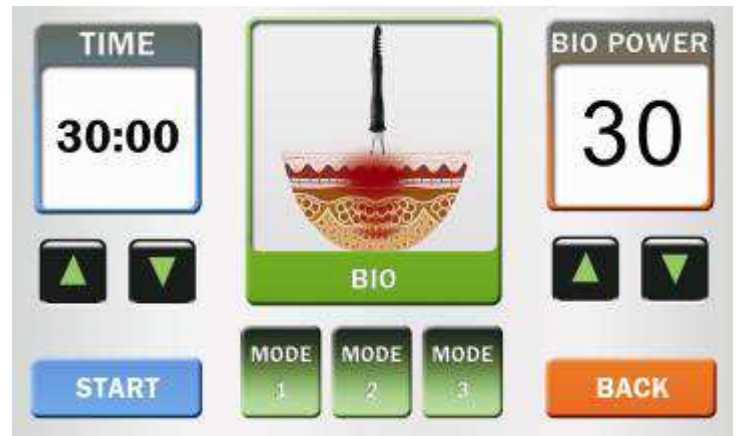 TIME
30:00
BIO
BIO POWER
30
MODE
1
MODE
2
MODE
3
START
BACK